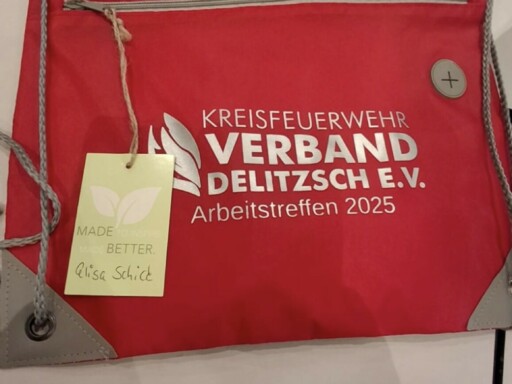 KREISFEUERWEHR
VERBAND
DELITZSCH E.V.
Arbeitstreffen 2025
MADE
BETTER.
Elisa Schick